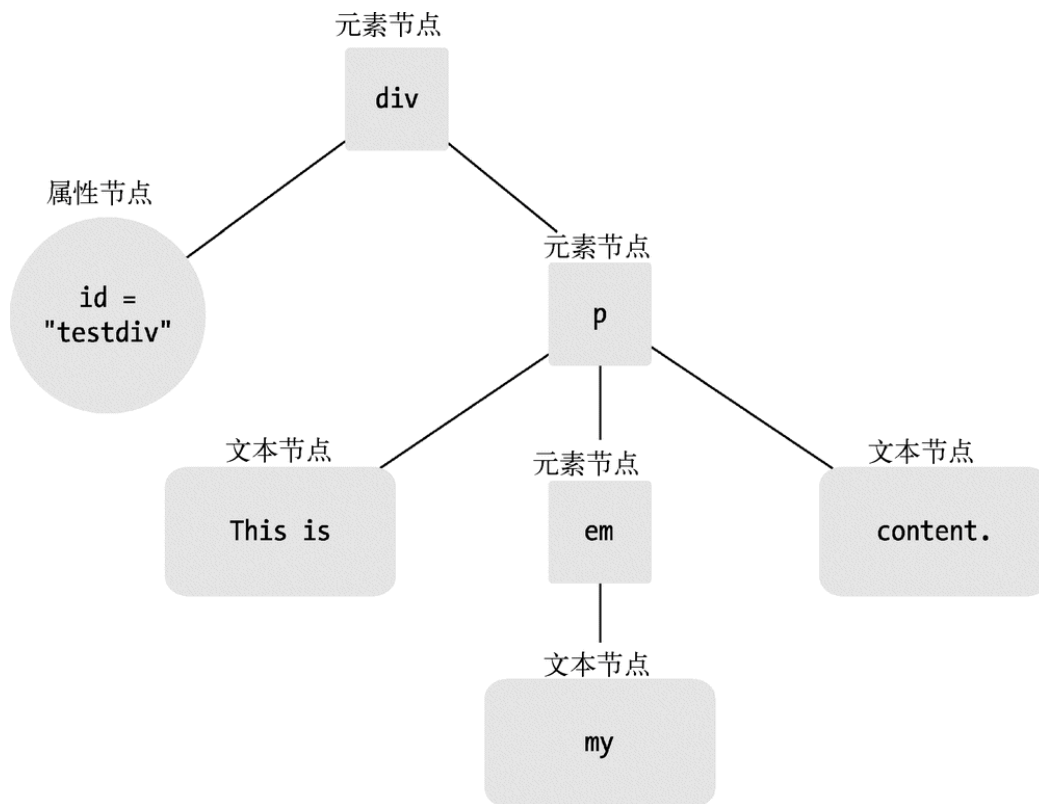 元素节点
div
属性节点
id =
"testdiv"
元素节点
p
文本节点
This is
元素节点
em
文本节点
content.
文本节点
my